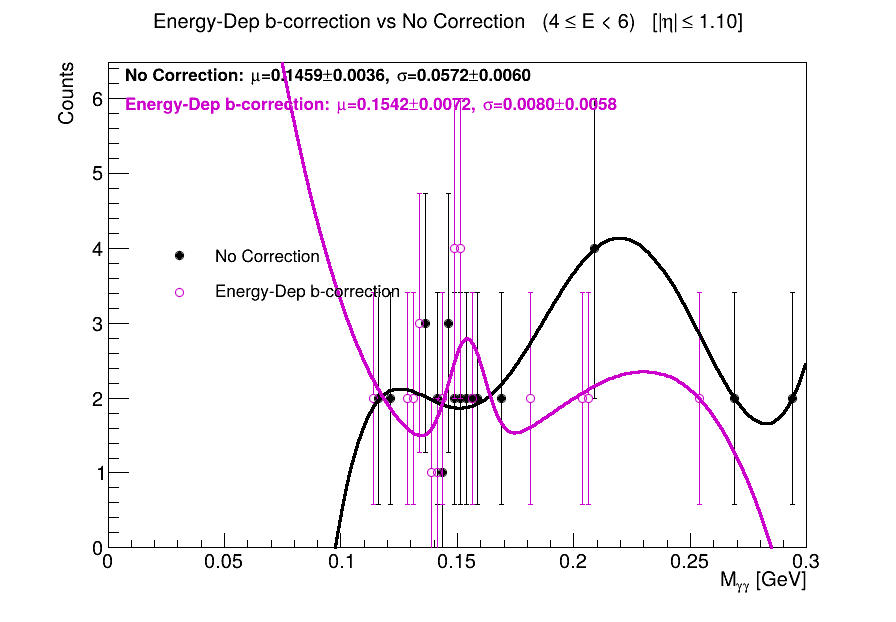 Energy-Dep b-correction vs No Correction (4 ≤ E < 6) [|η| ≤ 1.10]
Counts
No Correction: μ=0.1459±0.0036, σ=0.0572±0.0060
Energy-Dep b-correction: μ=0.1542±0.0072, σ=0.0080±0.0058
6
5
4
3
2
1
0
No Correction
Energy-Dep b-correction
0 0.05 0.1 0.15 0.2 0.25 0.3
Mγγ [GeV]